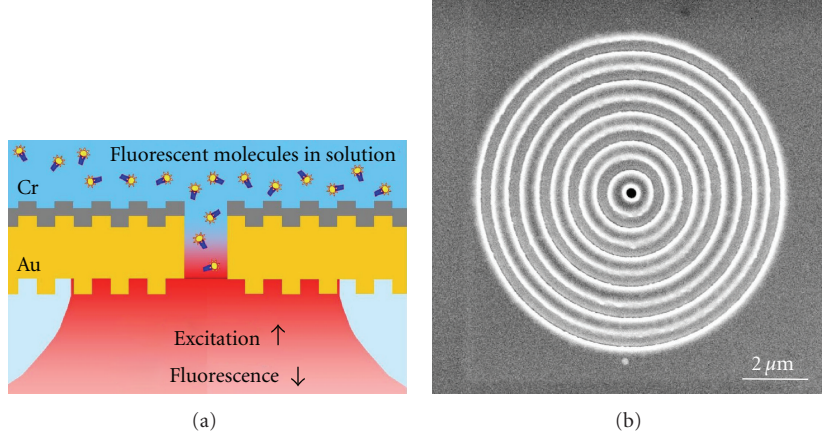 Fluorescent molecules in solution
Cr
Au
Excitation ↑
Fluorescence ↓
2 μm
(a)
(b)